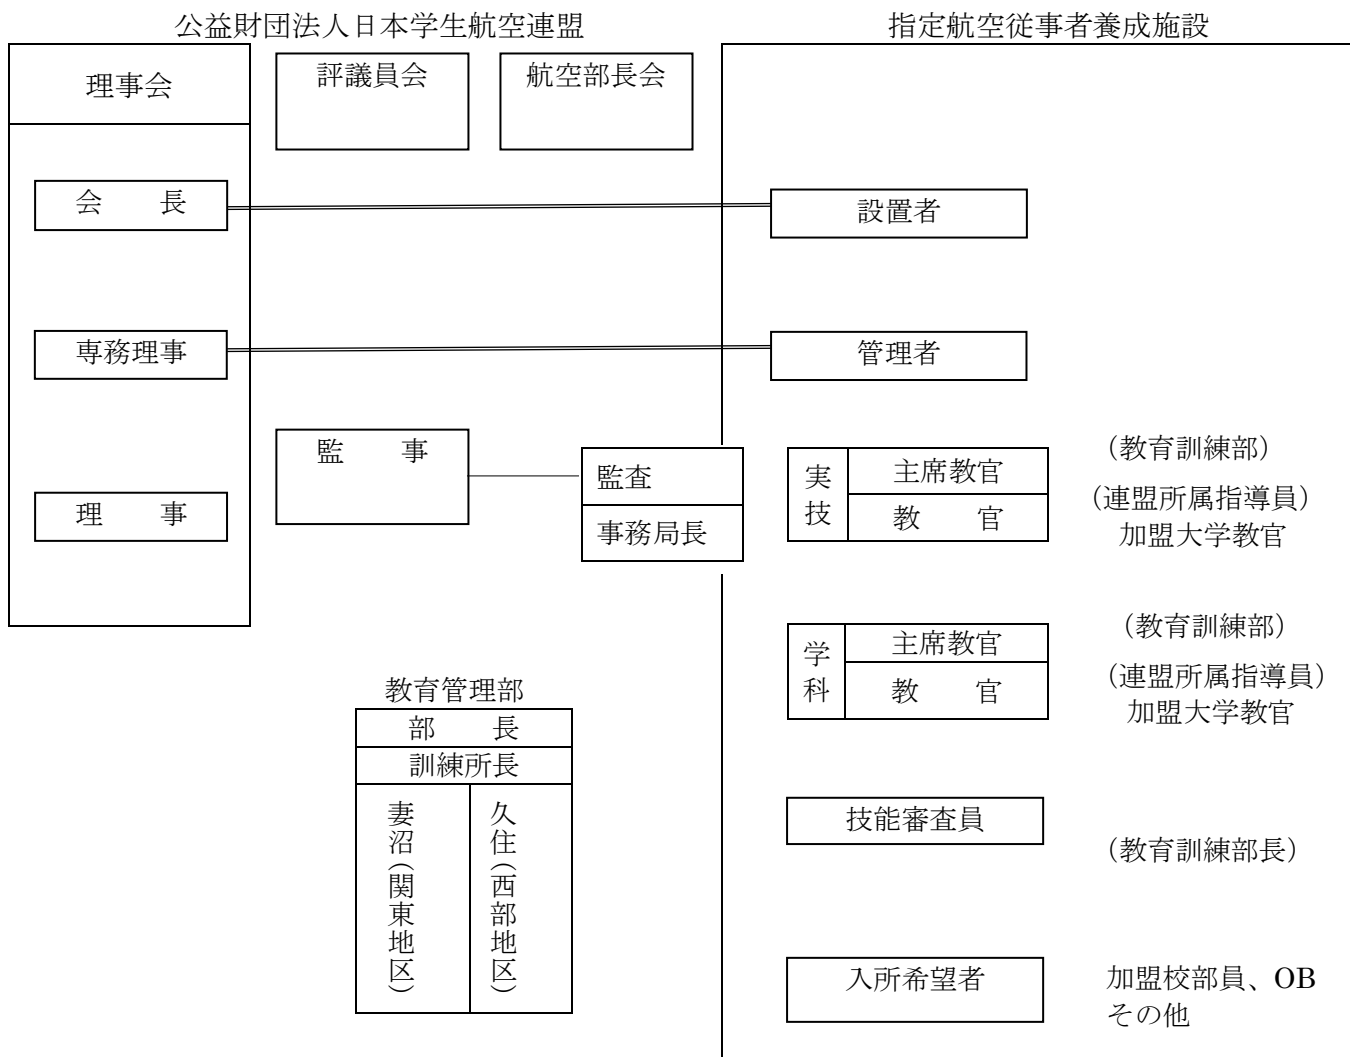 公益財団法人日本学生航空連盟
指定航空従事者養成施設
理事会
評議員会
航空部長会
会　　長
設置者
専務理事
管理者
監　　事
監査
事務局長
理　　事
実技
主席教官
教　　官
（教育訓練部）
（連盟所属指導員）
加盟大学教官
学科
主席教官
教　　官
（教育訓練部）
（連盟所属指導員）
加盟大学教官
教育管理部
部　　長
訓練所長
妻沼（関東地区）
久住（西部地区）
技能審査員
（教育訓練部長）
入所希望者
加盟校部員、OB
その他